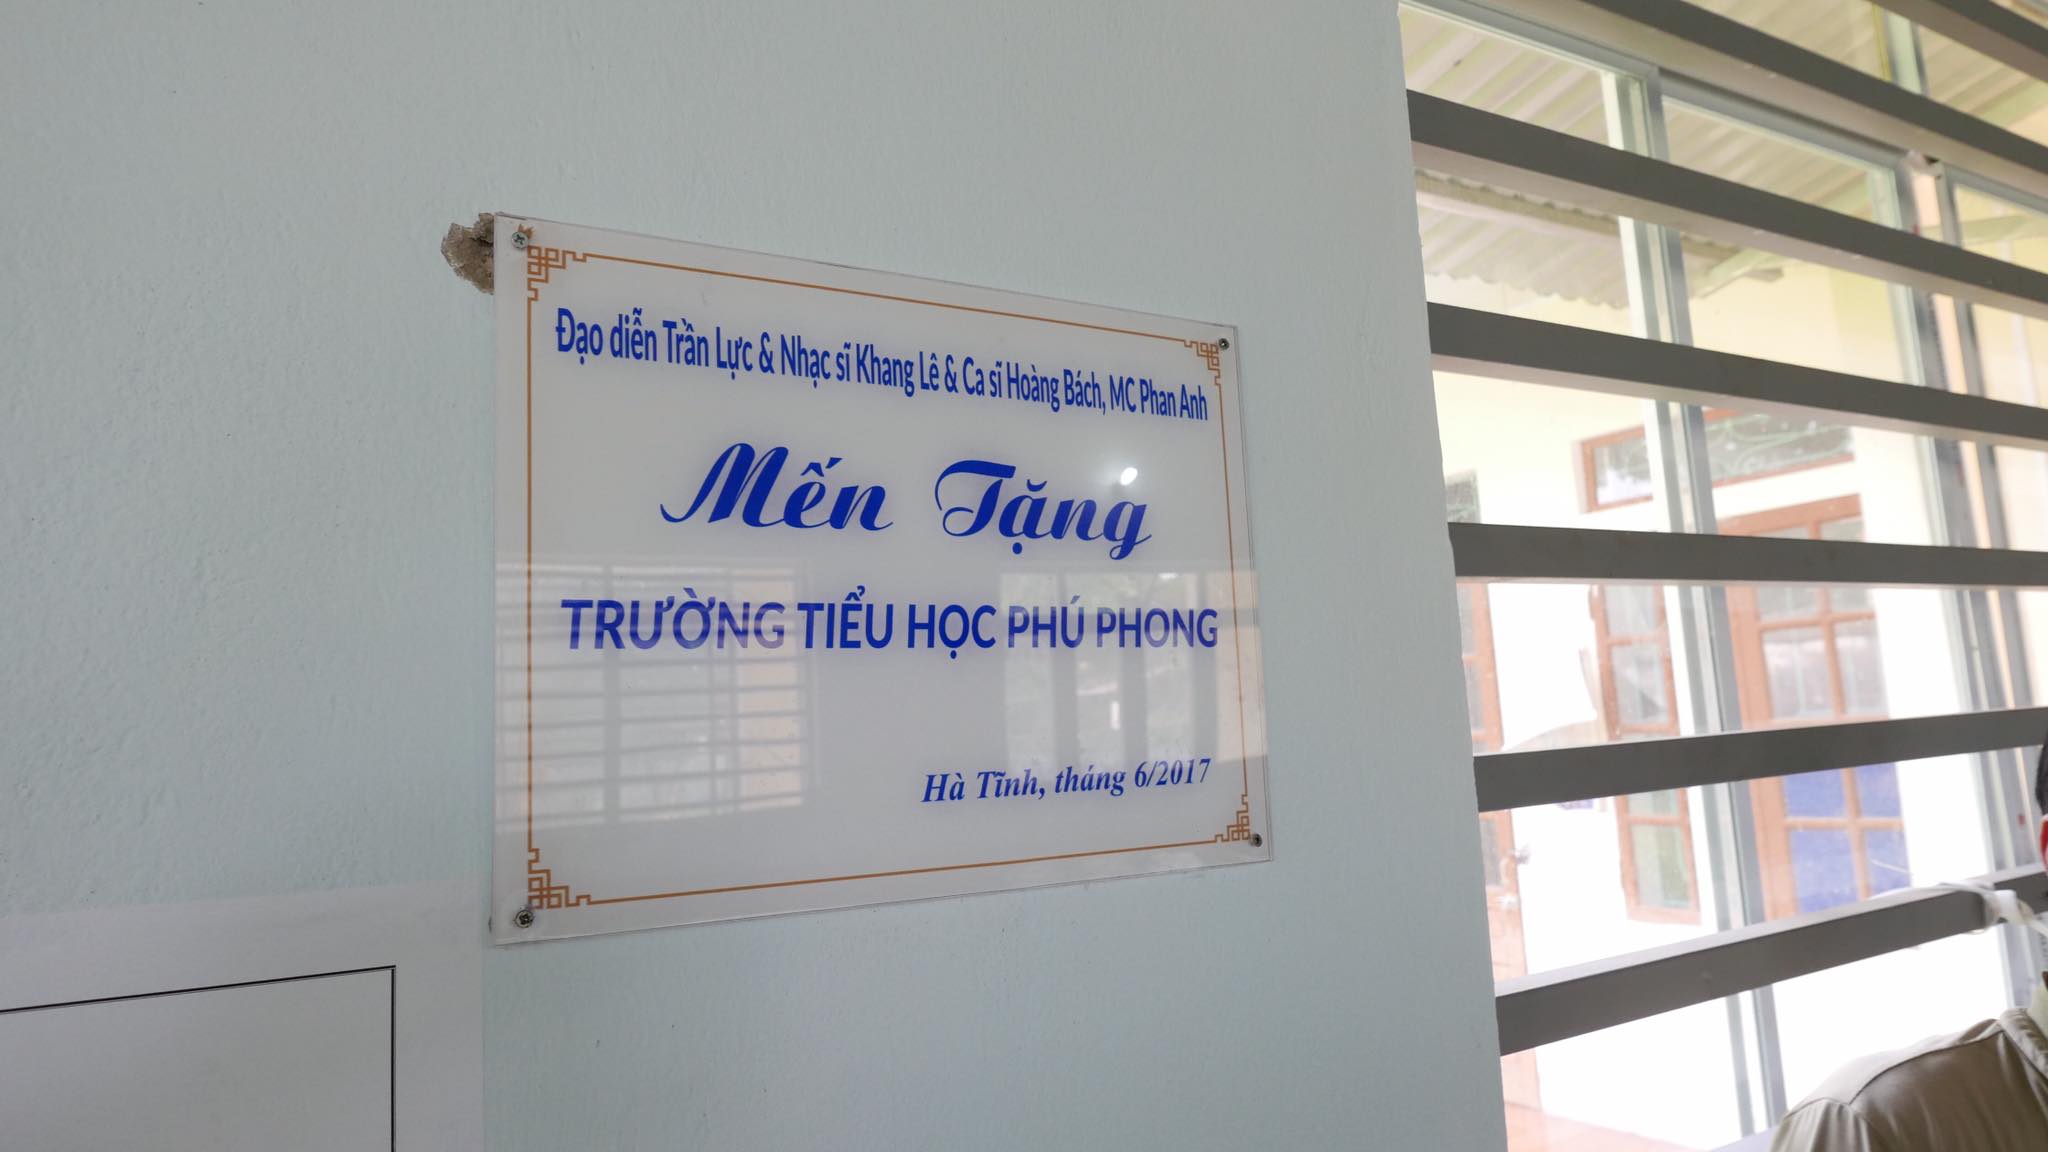 Đạo diễn Trần Lực & Nhạc sĩ Khang Lê & Ca sĩ Hoàng Bách, MC Phan Anh
Mến Tặng
TRƯỜNG TIỂU HỌC PHÚ PHONG
Hà Tĩnh, tháng 6/2017